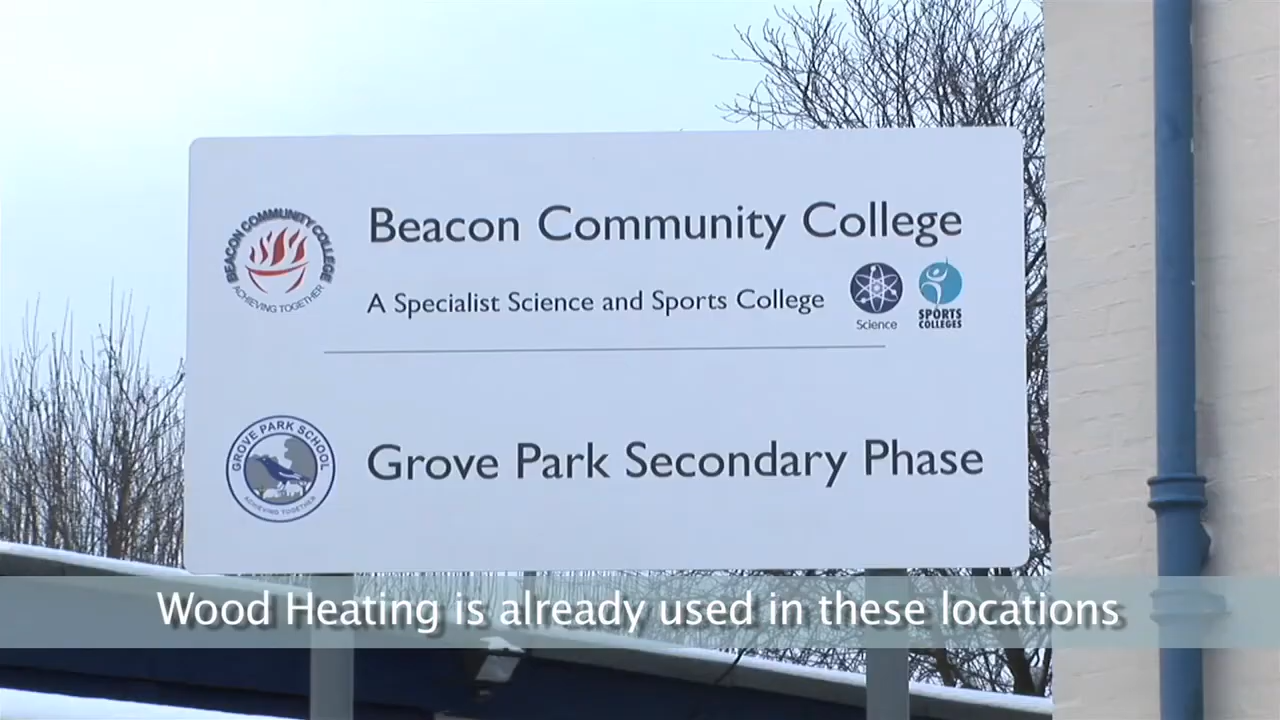 BEACON COMMUNITY COLLEGE
ACHIEVING TOGETHER
Beacon Community College
A Specialist Science and Sports College
Science
SPORTS
COLLEGES
GROVE PARK SCHOOL
ACHIEVING TOGETHER
Grove Park Secondary Phase
Wood Heating is already used in these locations